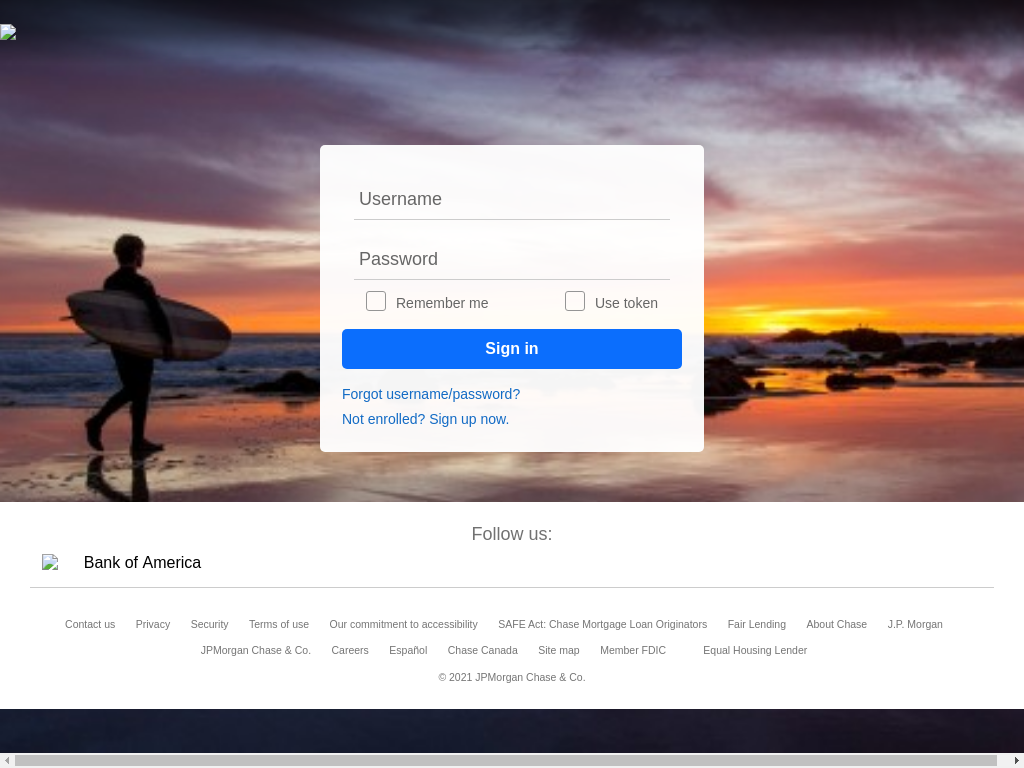 Username
Password
Remember me Use token
Sign in
Forgot username/password?
Not enrolled? Sign up now.
Follow us:
Bank of America
Contact us Privacy Security Terms of use Our commitment to accessibility SAFE Act: Chase Mortgage Loan Originators Fair Lending About Chase J.P. Morgan
JPMorgan Chase & Co. Careers Español Chase Canada Site map Member FDIC Equal Housing Lender
© 2021 JPMorgan Chase & Co.